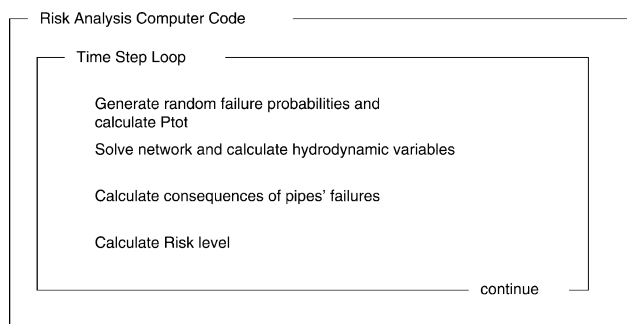 Risk Analysis Computer Code
Time Step Loop
Generate random failure probabilities and
calculate Ptot
Solve network and calculate hydrodynamic variables
Calculate consequences of pipes’ failures
Calculate Risk level
continue